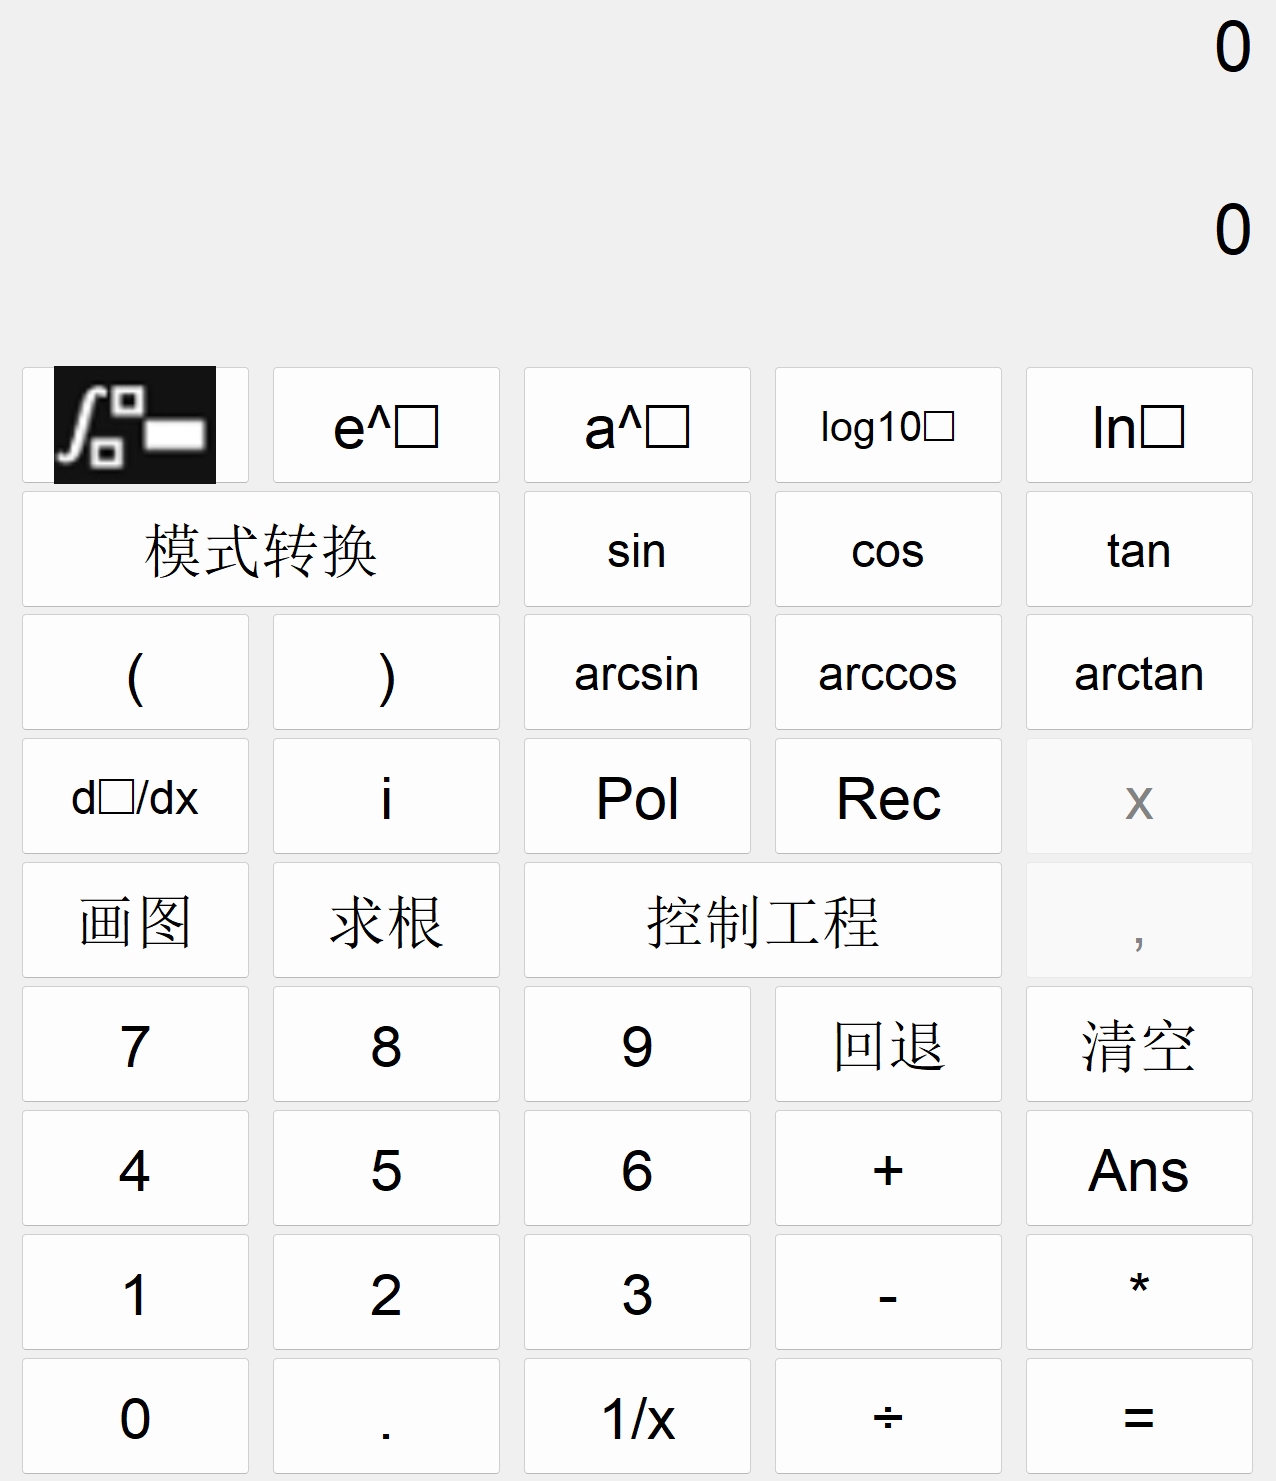 0
0
∫□□ e^□ a^□ log10□ ln□
模式转换 sin cos tan
( ) arcsin arccos arctan
d□/dx i Pol Rec x
画图 求根 控制工程 ,
7 8 9 回退 清空
4 5 6 + Ans
1 2 3 - *
0 . 1/x ÷ =